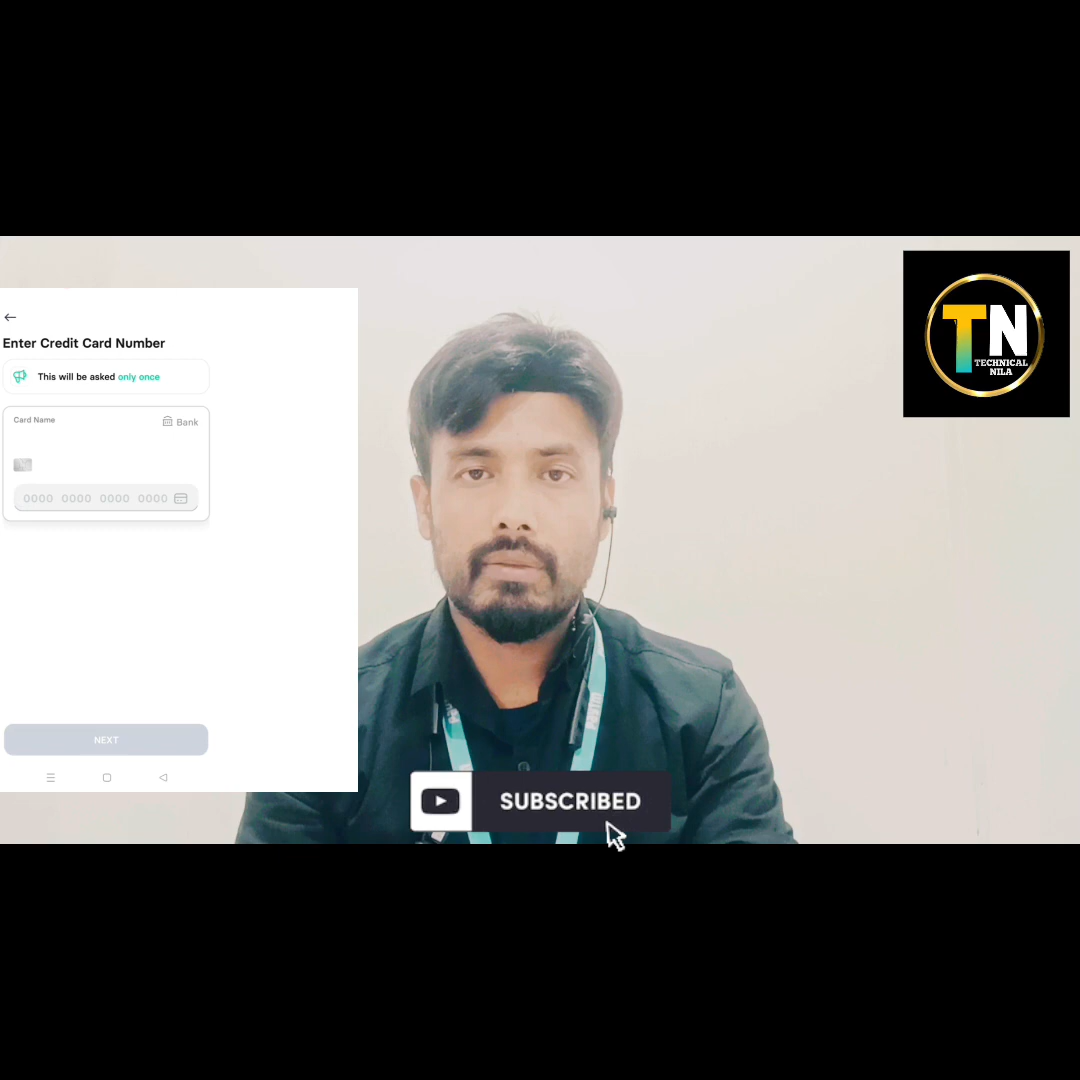 Enter Credit Card Number
This will be asked only once
Card Name
Bank
0000 0000 0000 0000
NEXT
TN
TECHNICAL
NILA
SUBSCRIBED